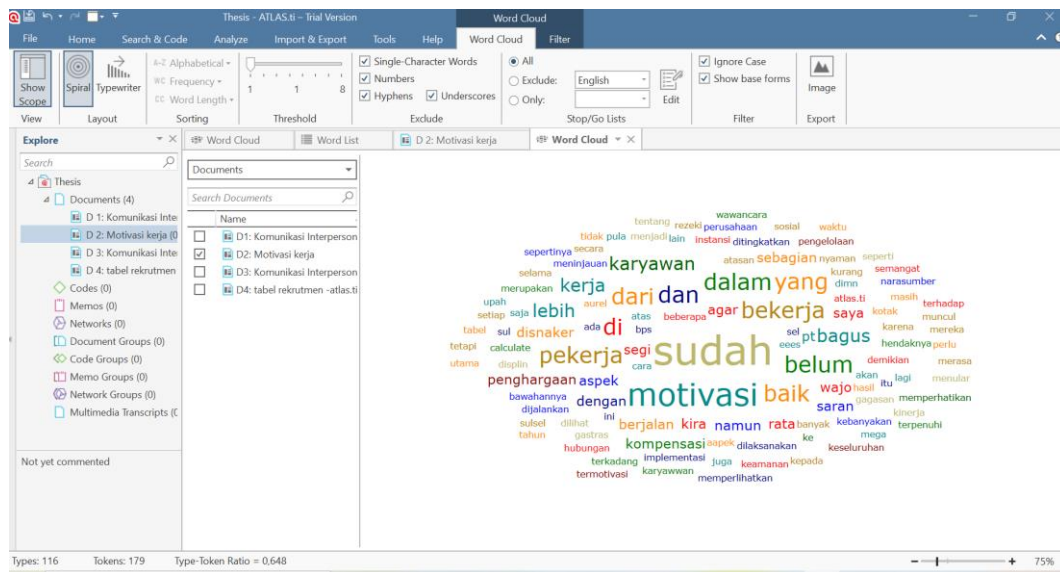 Thesis - ATLAS.ti – Trial Version
Word Cloud
File Home Search & Code Analyze Import & Export Tools Help Word Cloud Filter
Show Scope
Spiral Typewriter
A-Z Alphabetical
WC Frequency
CC Word Length
1 1 8
Single-Character Words
Numbers
Hyphens Underscores
All
Exclude: English
Only:
Edit
Ignore Case
Show base forms
Image
View Layout Sorting Threshold Exclude Stop/Go Lists Filter Export
Explore
Word Cloud Word List D 2: Motivasi kerja Word Cloud
Search
Thesis
Documents (4)
D 1: Komunikasi Inte
D 2: Motivasi kerja (0
D 3: Komunikasi Inte
D 4: tabel rekrutmen
Codes (0)
Memos (0)
Networks (0)
Document Groups (0)
Code Groups (0)
Memo Groups (0)
Network Groups (0)
Multimedia Transcripts (0
Not yet commented
Documents
Search Documents
Name
D1: Komunikasi Interperson
D2: Motivasi kerja
D3: Komunikasi Interperson
D4: tabel rekrutmen -atlas.ti
wawancara
tentang rezeki perusahaan sosial waktu
tidak pula menjadi lain instansi ditingkatkan pengelolaan
sepertinya secara atasan sebagian nyaman seperti
meninjauan karyawan kurang semangat
selama dalam yang dimn narasumber
merupakan kerja dari dan atlas.ti masih terhadap
upah aurel beberapa agar bekerja saya kotak muncul
setiap saja lebih atas
tabel sul disnaker ada di bps sel pt bagus karena mereka
tetapi calculate pekerja segi sudah eees hendaknya perlu
utama displin cara belum demikian merasa
penghargaan aspek akan itu lagi menular
bawahannya dengan motivasi baik wajo hasil gagasan memperhatikan
dijalankan ini saran kinerja
sulsel dilihat berjalan kira namun rata banyak kebanyakan terpenuhi
tahun gastras kompensasi aapek dilaksanakan ke mega
hubungan keseluruhan
terkadang implementasi juga keamanan kepada
termotivasi karyawwan memperlihatkan
Types: 116 Tokens: 179 Type-Token Ratio = 0,648 75%